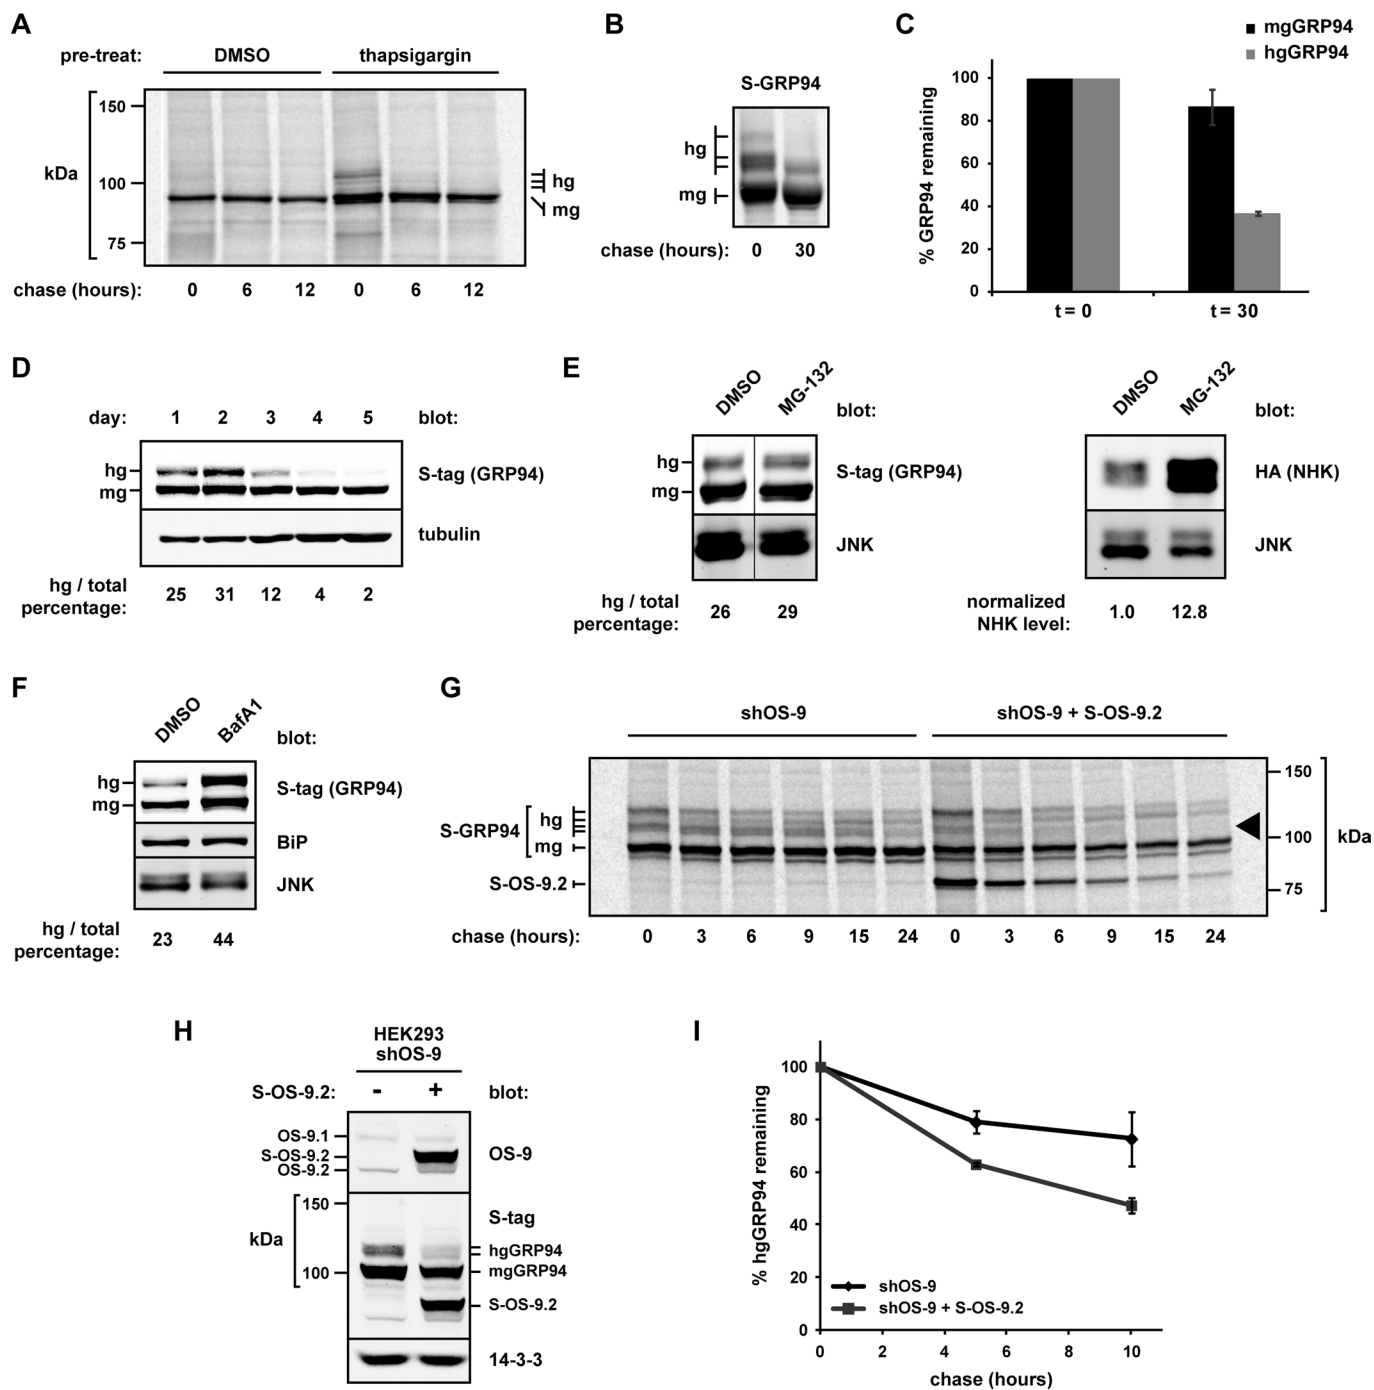 A
pre-treat: DMSO thapsigargin
150
kDa
100
75
hg
mg
chase (hours): 0 6 12 0 6 12
B
S-GRP94
hg
mg
chase (hours): 0 30
C
mgGRP94
hgGRP94
% GRP94 remaining
100
80
60
40
20
0
t = 0 t = 30
D
day: 1 2 3 4 5 blot:
hg
mg
S-tag (GRP94)
tubulin
hg / total
percentage: 25 31 12 4 2
E
DMSO MG-132 blot:
hg
mg
S-tag (GRP94)
JNK
hg / total
percentage: 26 29
DMSO MG-132 blot:
HA (NHK)
JNK
normalized
NHK level: 1.0 12.8
F
DMSO BafA1 blot:
hg
mg
S-tag (GRP94)
BiP
JNK
hg / total
percentage: 23 44
G
shOS-9 shOS-9 + S-OS-9.2
S-GRP94
hg
mg
S-OS-9.2
150
100
75
kDa
chase (hours): 0 3 6 9 15 24 0 3 6 9 15 24
H
HEK293
shOS-9
S-OS-9.2: - + blot:
OS-9.1
S-OS-9.2
OS-9.2
OS-9
150
kDa
100
S-tag
hgGRP94
mgGRP94
S-OS-9.2
14-3-3
I
% hgGRP94 remaining
100
80
60
40
20
0
shOS-9
shOS-9 + S-OS-9.2
0 2 4 6 8 10
chase (hours)